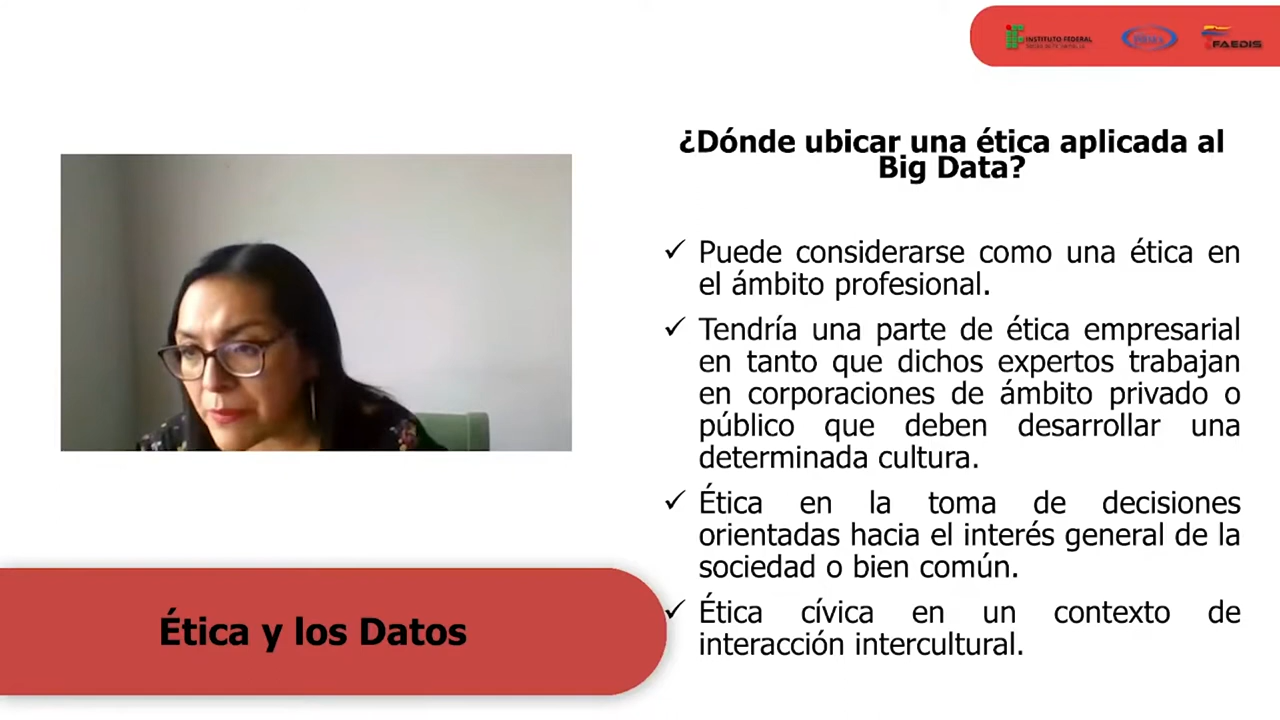 INSTITUTO FEDERAL
FAEDIS
¿Dónde ubicar una ética aplicada al
Big Data?
Puede considerarse como una ética en
el ámbito profesional.
Tendría una parte de ética empresarial
en tanto que dichos expertos trabajan
en corporaciones de ámbito privado o
público que deben desarrollar una
determinada cultura.
Ética en la toma de decisiones
orientadas hacia el interés general de la
sociedad o bien común.
Ética cívica en un contexto de
interacción intercultural.
Ética y los Datos